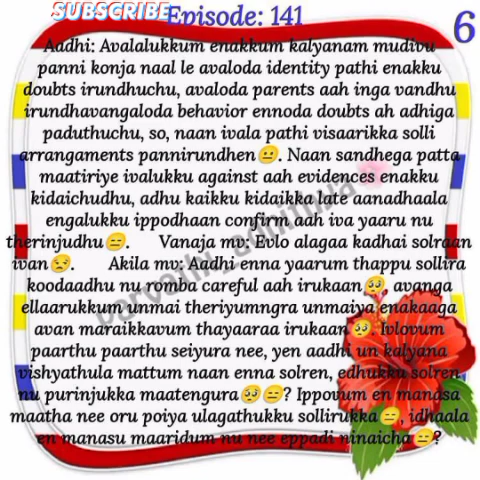 SUBSCRIBE Episode: 141
6
Aadhi: Avalalukkum enakkum kalyanam mudivu
panni konja naal le avaloda identity pathi enakku
doubts irundhuchu, avaloda parents aah inga vandhu
irundhavangaloda behavior ennoda doubts ah adhiga
paduthuchu, so, naan ivala pathi visaarikka solli
arrangaments pannirundhen😐. Naan sandhega patta
maatiriye ivalukku against aah evidences enakku
kidaichudhu, adhu kaikku kidaikka late aanadhaala
engalukku ippodhaan confirm aah iva yaaru nu
therinjudhu😑. Vanaja mv: Evlo alagaa kadhai solraan
ivan😒. Akila mv: Aadhi enna yaarum thappu sollira
koodaadhu nu romba careful aah irukaan🥺, avanga
ellaarukkum unmai theriyumngra unmaiya enakaaga
avan maraikkavum thayaaraa irukaan🥺. Ivlovum
paarthu paarthu seiyura nee, yen aadhi un kalyana
vishyathula mattum naan enna solren, edhukku solren
nu purinjukka maatengura🥺😑? Ippovum en manasa
maatha nee oru poiya ulagathukku sollirukka😑, idhaala
en manasu maaridum nu nee eppadi ninaicha😑?